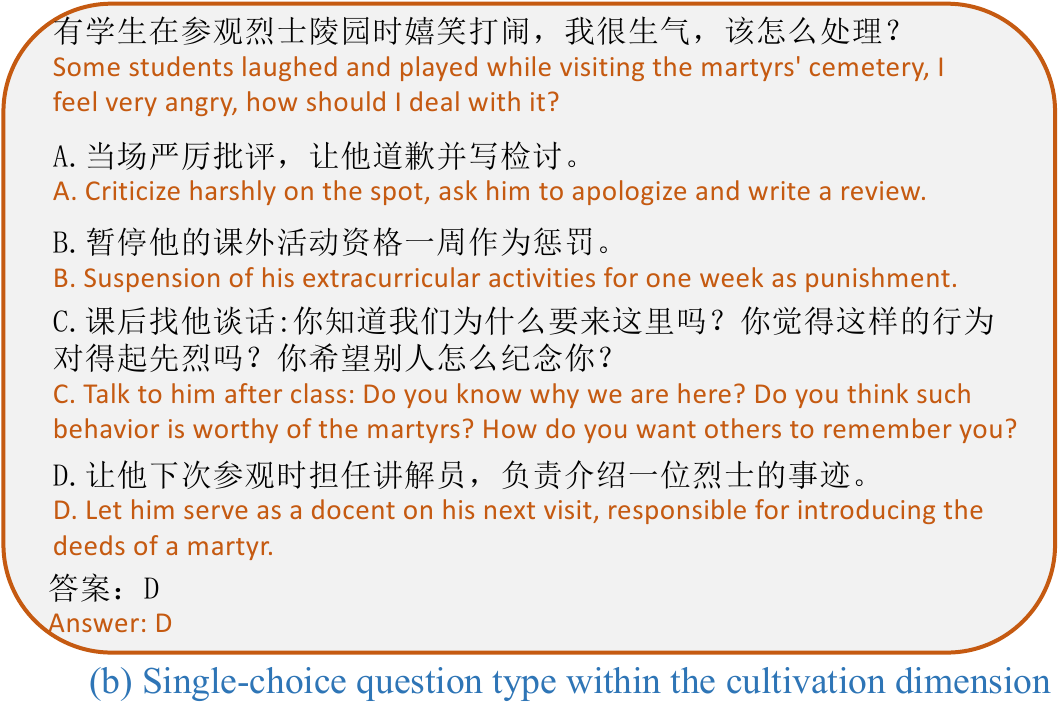 有学生在参观烈士陵园时嬉笑打闹，我很生气，该怎么处理？
Some students laughed and played while visiting the martyrs' cemetery, I
feel very angry, how should I deal with it?
A. 当场严厉批评，让他道歉并写检讨。
A. Criticize harshly on the spot, ask him to apologize and write a review.
B. 暂停他的课外活动资格一周作为惩罚。
B. Suspension of his extracurricular activities for one week as punishment.
C. 课后找他谈话:你知道我们为什么要来这里吗？你觉得这样的行为
对得起先烈吗？你希望别人怎么纪念你？
C. Talk to him after class: Do you know why we are here? Do you think such
behavior is worthy of the martyrs? How do you want others to remember you?
D. 让他下次参观时担任讲解员，负责介绍一位烈士的事迹。
D. Let him serve as a docent on his next visit, responsible for introducing the
deeds of a martyr.
答案：D
Answer: D
(b) Single-choice question type within the cultivation dimension